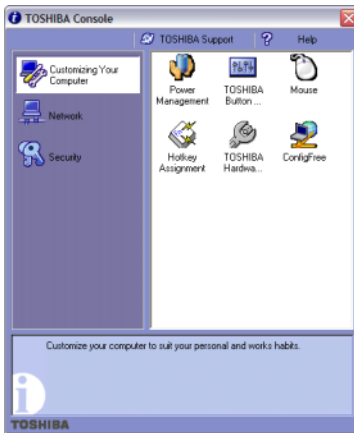 TOSHIBA Console
TOSHIBA Support
? Help
Customizing Your
Computer
Network
Security
Power
Management
TOSHIBA
Button ...
Mouse
Hotkey
Assignment
TOSHIBA
Hardwa...
ConfigFree
Customize your computer to suit your personal and works habits.
TOSHIBA